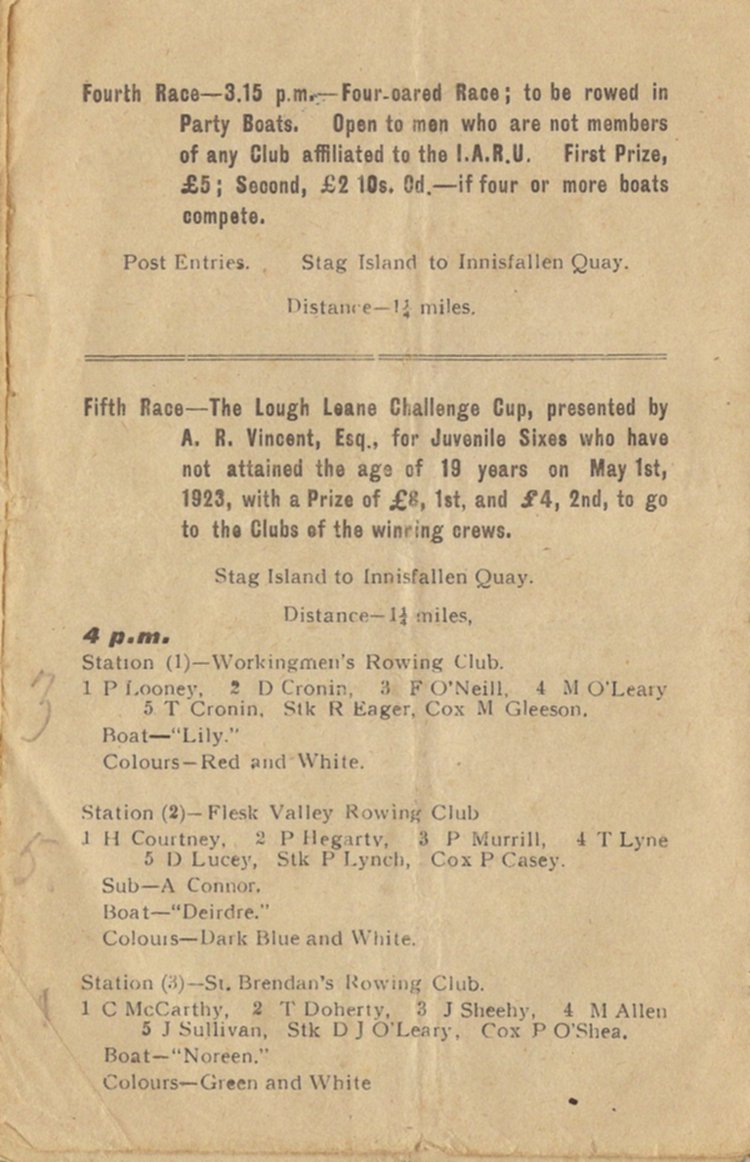 Fourth Race—3.15 p.m.—Four-oared Race; to be rowed in
Party Boats. Open to men who are not members
of any Club affiliated to the I.A.R.U. First Prize,
£5; Second, £2 10s. 0d.—if four or more boats
compete.
Post Entries. Stag Island to Innisfallen Quay.
Distance—1¼ miles.
Fifth Race—The Lough Leane Challenge Cup, presented by
A. R. Vincent, Esq., for Juvenile Sixes who have
not attained the age of 19 years on May 1st,
1923, with a Prize of £8, 1st, and £4, 2nd, to go
to the Clubs of the winning crews.
Stag Island to Innisfallen Quay.
Distance—1¼ miles,
4 p.m.
Station (1)—Workingmen's Rowing Club.
1 P Looney, 2 D Cronin, 3 F O'Neill, 4 M O'Leary
5 T Cronin, Stk R Eager, Cox M Gleeson.
Boat—"Lily."
Colours—Red and White.
3
Station (2)—Flesk Valley Rowing Club
1 H Courtney, 2 P Hegarty, 3 P Murrill, 4 T Lyne
5 D Lucey, Stk P Lynch, Cox P Casey.
Sub—A Connor.
Boat—"Deirdre."
Colours—Dark Blue and White.
5
Station (3)—St. Brendan's Rowing Club.
1 C McCarthy, 2 T Doherty, 3 J Sheehy, 4 M Allen
5 J Sullivan, Stk D J O'Leary, Cox P O'Shea.
Boat—"Noreen."
Colours—Green and White
1